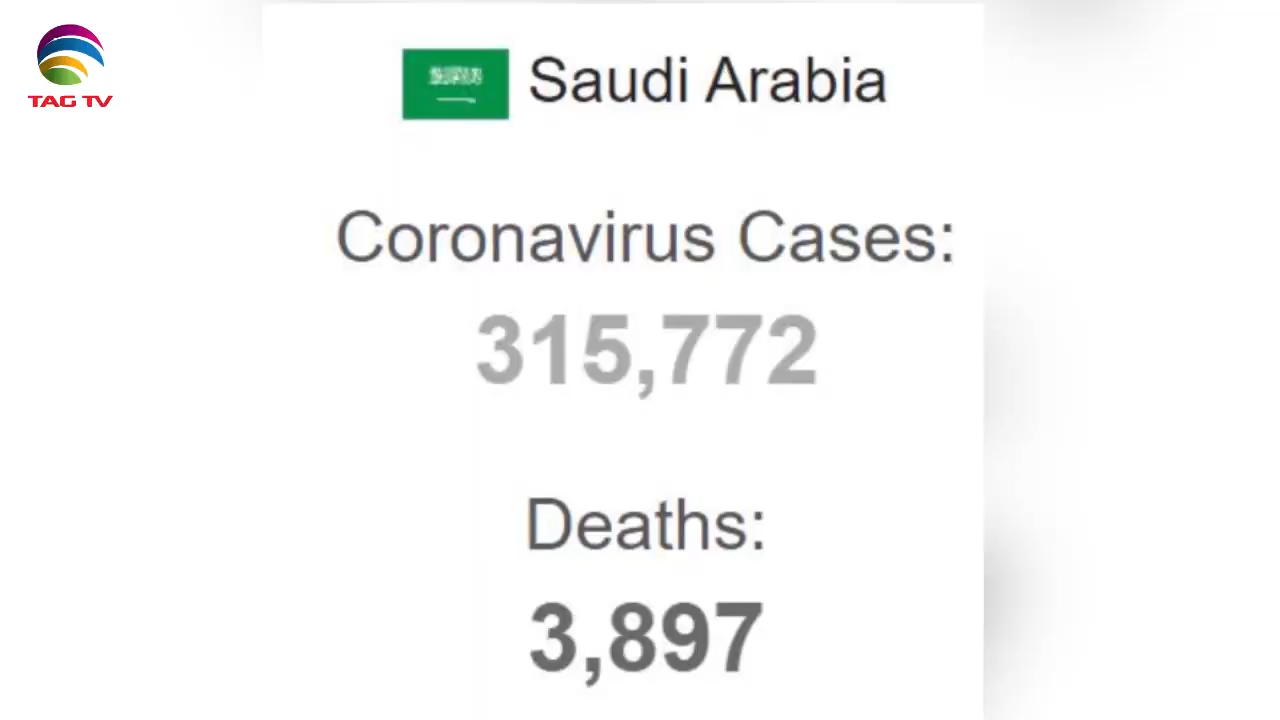 TAG TV
Saudi Arabia
Coronavirus Cases:
315,772
Deaths:
3,897